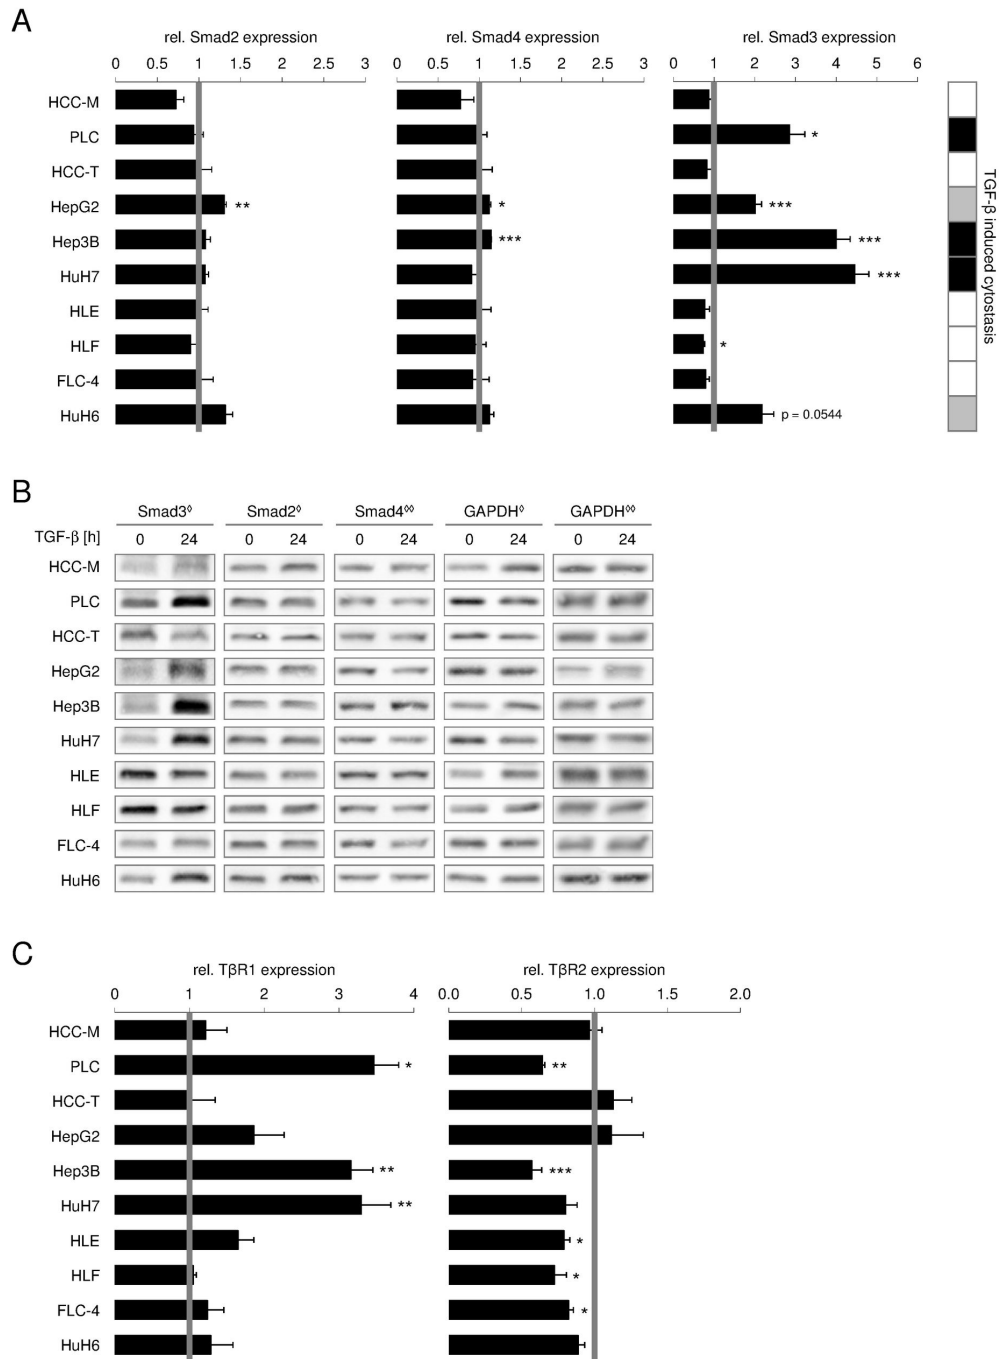 A
rel. Smad2 expression
rel. Smad4 expression
rel. Smad3 expression
0 0.5 1 1.5 2 2.5 3
0 0.5 1 1.5 2 2.5 3
0 1 2 3 4 5 6
HCC-M
PLC *
HCC-T
HepG2 ** * ***
Hep3B *** ***
HuH7 ***
HLE
HLF *
FLC-4
HuH6 p = 0.0544
TGF-β induced cytostasis
B
Smad3◊ Smad2◊ Smad4◊◊ GAPDH◊ GAPDH◊◊
TGF-β [h] 0 24 0 24 0 24 0 24 0 24
HCC-M
PLC
HCC-T
HepG2
Hep3B
HuH7
HLE
HLF
FLC-4
HuH6
C
rel. TβR1 expression
rel. TβR2 expression
0 1 2 3 4
0.0 0.5 1.0 1.5 2.0
HCC-M
PLC * **
HCC-T
HepG2
Hep3B ** ***
HuH7 **
HLE *
HLF *
FLC-4 *
HuH6